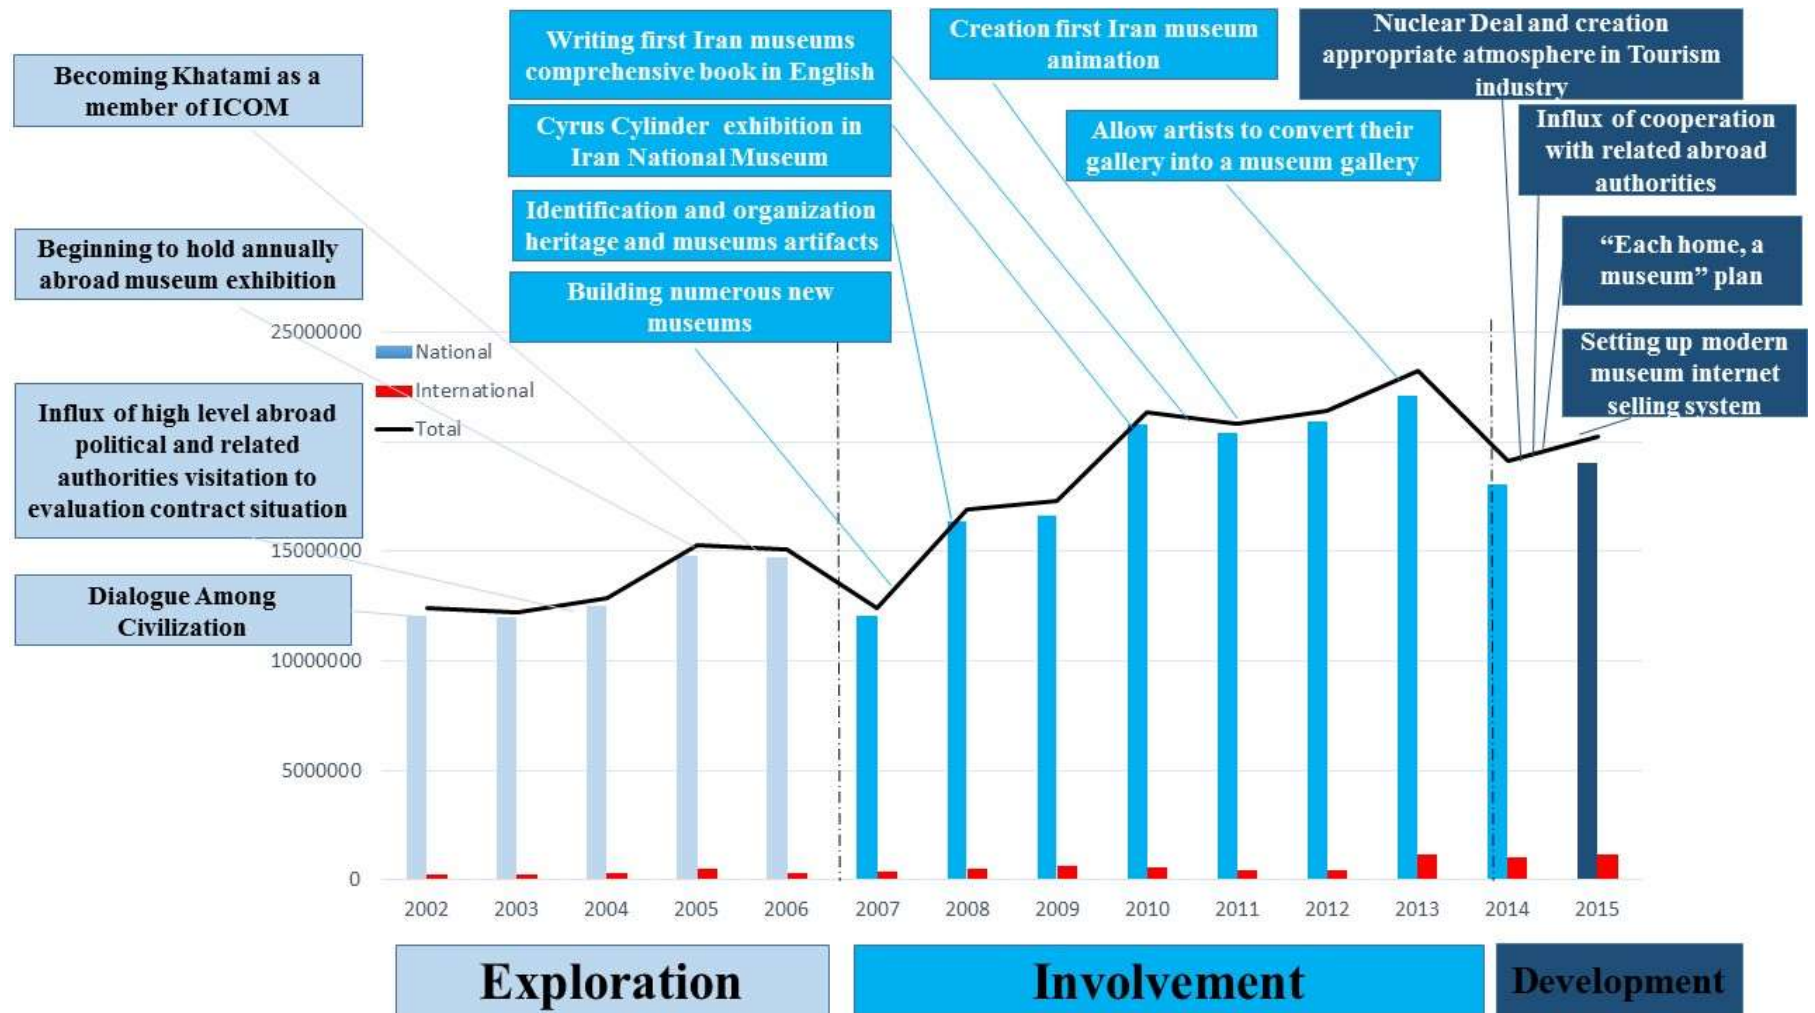 Becoming Khatami as a
member of ICOM
Beginning to hold annually
abroad museum exhibition
Influx of high level abroad
political and related
authorities visitation to
evaluation contract situation
Dialogue Among
Civilization
Writing first Iran museums
comprehensive book in English
Cyrus Cylinder exhibition in
Iran National Museum
Identification and organization
heritage and museums artifacts
Building numerous new
museums
Creation first Iran museum
animation
Allow artists to convert their
gallery into a museum gallery
Nuclear Deal and creation
appropriate atmosphere in Tourism
industry
Influx of cooperation
with related abroad
authorities
“Each home, a
museum” plan
Setting up modern
museum internet
selling system
National
International
Total
25000000
15000000
10000000
5000000
0
2002 2003 2004 2005 2006 2007 2008 2009 2010 2011 2012 2013 2014 2015
Exploration
Involvement
Development